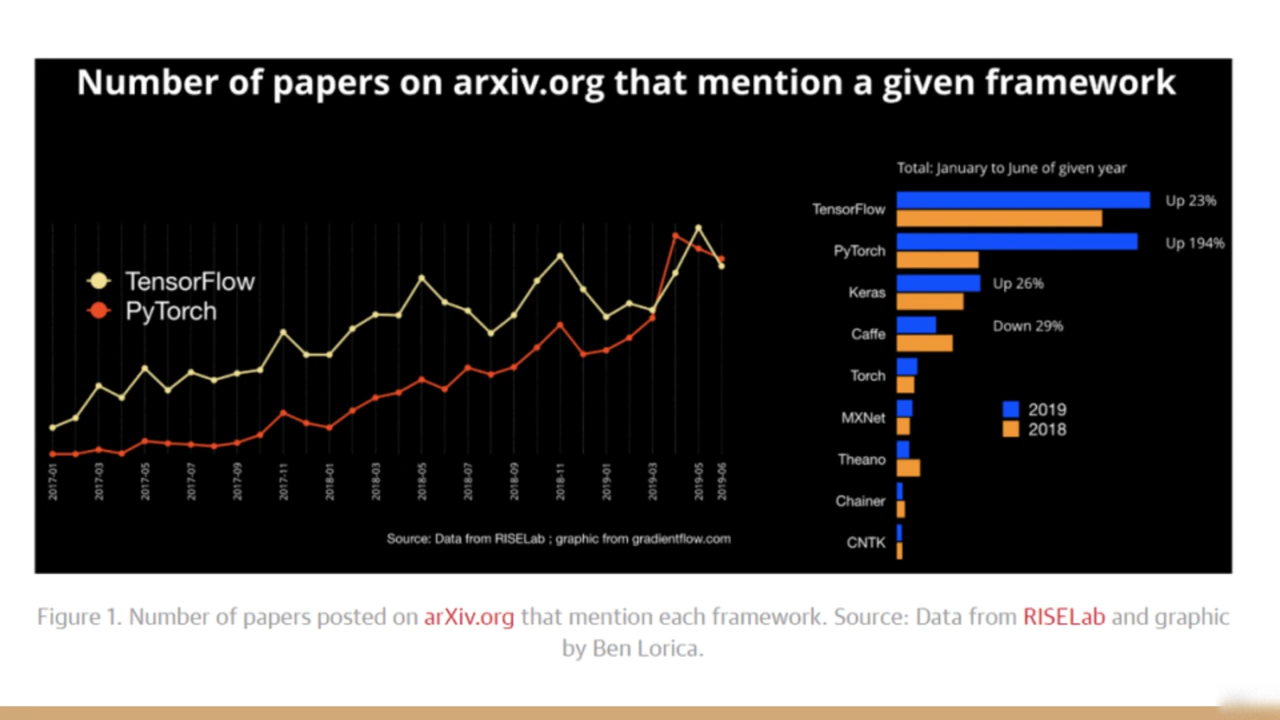 Number of papers on arxiv.org that mention a given framework
TensorFlow
PyTorch
2017-01
2017-03
2017-05
2017-07
2017-09
2017-11
2018-01
2018-03
2018-05
2018-07
2018-09
2018-11
2019-01
2019-03
2019-05
2019-06
Source: Data from RISELab ; graphic from gradientflow.com
Total: January to June of given year
TensorFlow Up 23%
PyTorch Up 194%
Keras Up 26%
Caffe Down 29%
Torch
MXNet
Theano
Chainer
CNTK
2019
2018
Figure 1. Number of papers posted on arXiv.org that mention each framework. Source: Data from RISELab and graphic
by Ben Lorica.